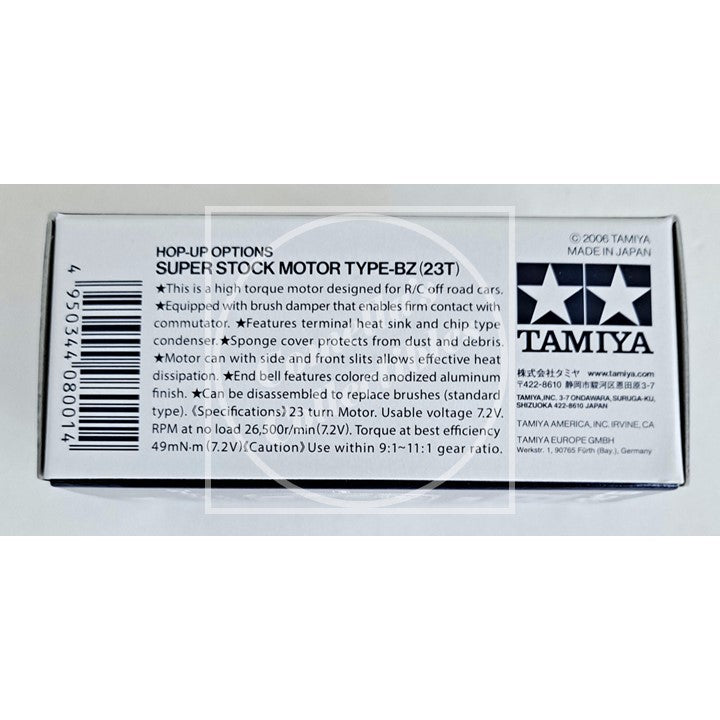 HOP-UP OPTIONS
SUPER STOCK MOTOR TYPE-BZ (23T)
★This is a high torque motor designed for R/C off road cars.
★Equipped with brush damper that enables firm contact with
commutator. ★Features terminal heat sink and chip type
condenser.★Sponge cover protects from dust and debris.
★Motor can with side and front slits allows effective heat
dissipation. ★End bell features colored anodized aluminum
finish. ★Can be disassembled to replace brushes (standard
type).《Specifications》23 turn Motor. Usable voltage 7.2V.
RPM at no load 26,500r/min (7.2V). Torque at best efficiency
49mN·m (7.2V)《Caution》Use within 9:1~11:1 gear ratio.
4 950344 080014
© 2006 TAMIYA
MADE IN JAPAN
TAMIYA
株式会社タミヤ www.tamiya.com
〒422-8610 静岡市駿河区恩田原3-7
TAMIYA,INC. 3-7 ONDAWARA, SURUGA-KU,
SHIZUOKA 422-8610 JAPAN
TAMIYA AMERICA, INC. IRVINE, CA
TAMIYA EUROPE GMBH
Werkstr. 1, 90765 Fürth (Bay.), Germany